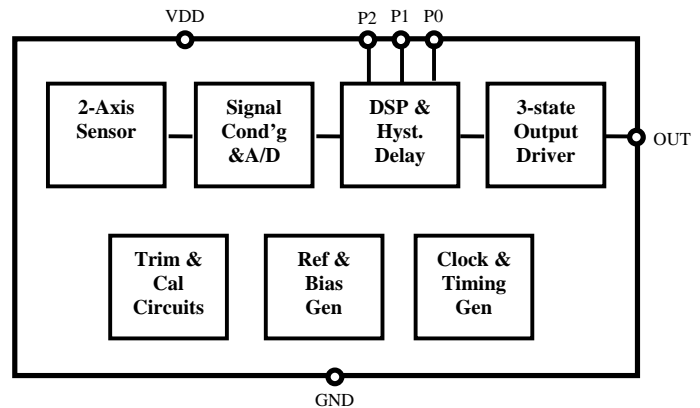 VDD
P2 P1 P0
2-Axis
Sensor
Signal
Cond’g
&A/D
DSP &
Hyst.
Delay
3-state
Output
Driver
OUT
Trim &
Cal
Circuits
Ref &
Bias
Gen
Clock &
Timing
Gen
GND